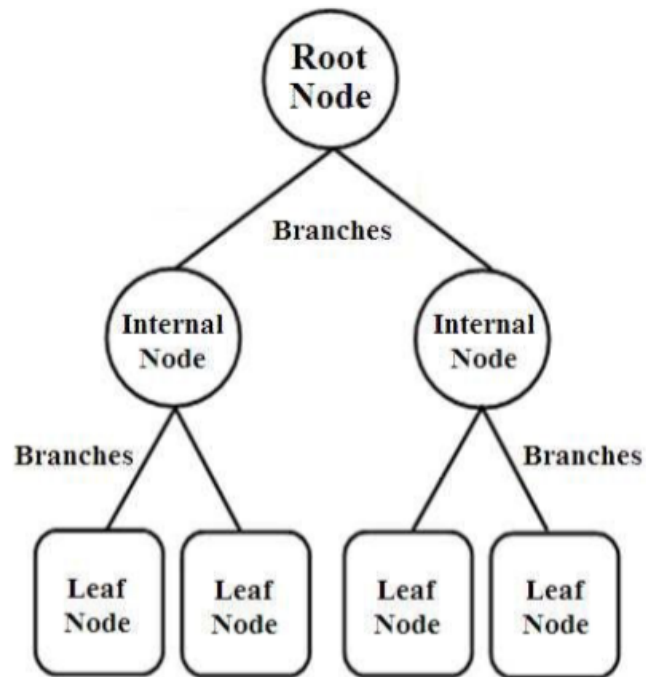 Root
Node
Branches
Internal
Node
Internal
Node
Branches
Branches
Leaf
Node
Leaf
Node
Leaf
Node
Leaf
Node